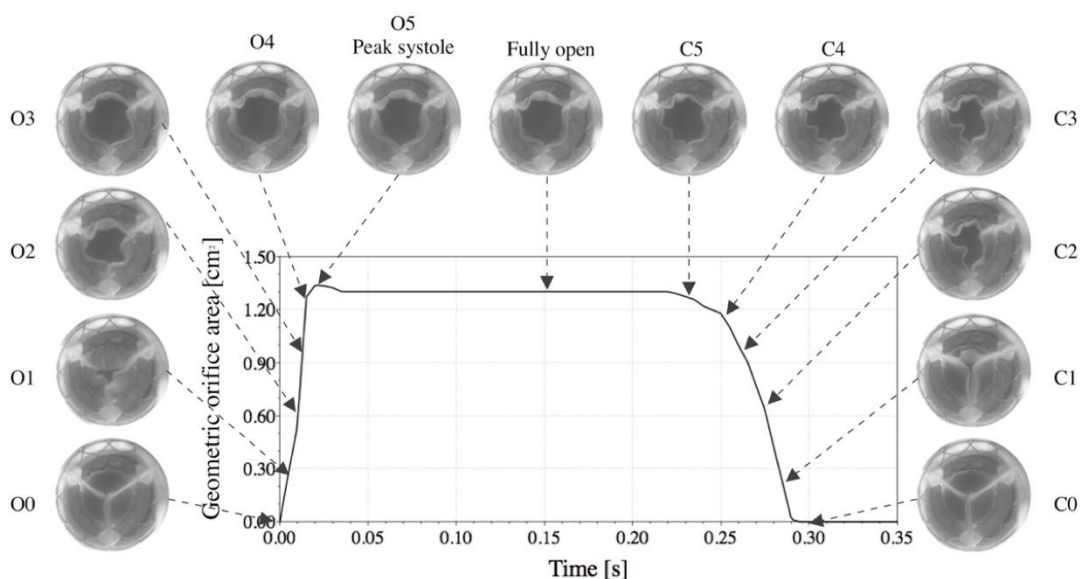 O5
O4
Peak systole
Fully open
C5
C4
O3
C3
O2
C2
O1
C1
O0
C0
Geometric orifice area [cm²]
1.50
1.20
0.90
0.60
0.30
0.00
0.00
0.05
0.10
0.15
0.20
0.25
0.30
0.35
Time [s]